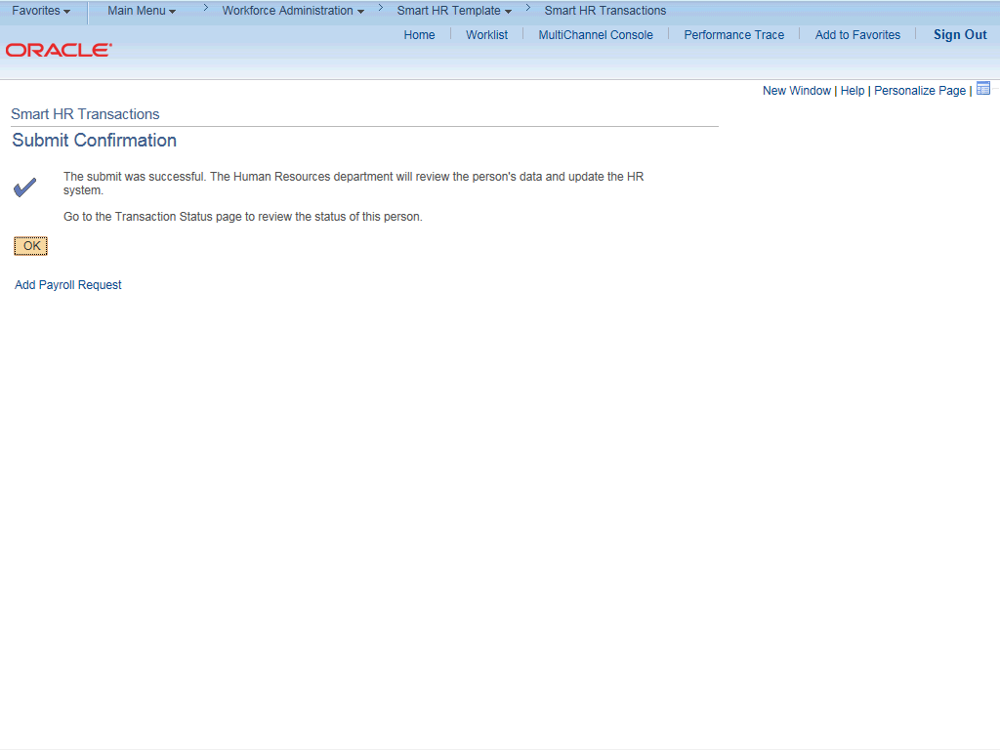 Favorites Main Menu > Workforce Administration > Smart HR Template > Smart HR Transactions
Home Worklist MultiChannel Console Performance Trace Add to Favorites Sign Out
ORACLE
New Window | Help | Personalize Page |
Smart HR Transactions
Submit Confirmation
The submit was successful. The Human Resources department will review the person's data and update the HR
system.
Go to the Transaction Status page to review the status of this person.
OK
Add Payroll Request